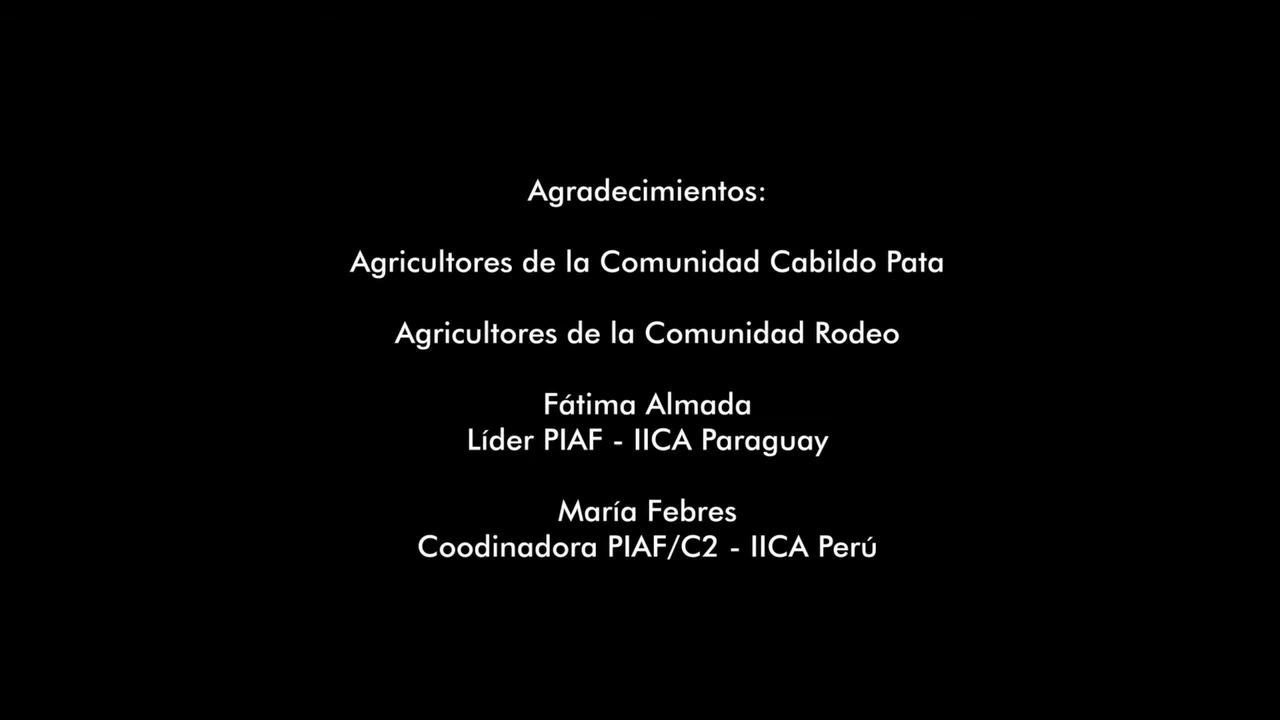 Agradecimientos:
Agricultores de la Comunidad Cabildo Pata
Agricultores de la Comunidad Rodeo
Fátima Almada
Líder PIAF - IICA Paraguay
María Febres
Coodinadora PIAF/C2 - IICA Perú